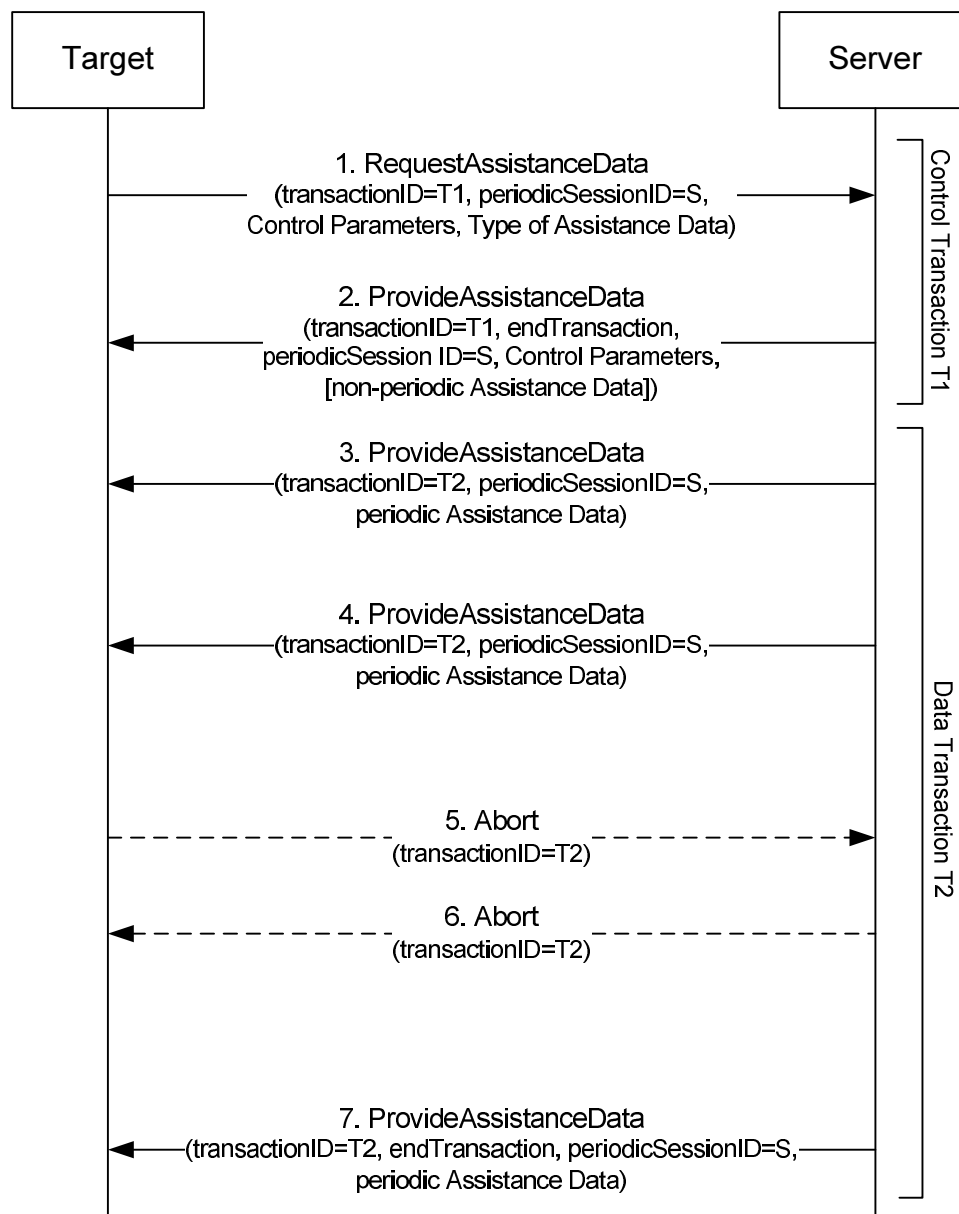 Target
Server
1. RequestAssistanceData
(transactionID=T1, periodicSessionID=S,
Control Parameters, Type of Assistance Data)
2. ProvideAssistanceData
(transactionID=T1, endTransaction,
periodicSession ID=S, Control Parameters,
[non-periodic Assistance Data])
Control Transaction T1
3. ProvideAssistanceData
(transactionID=T2, periodicSessionID=S,
periodic Assistance Data)
4. ProvideAssistanceData
(transactionID=T2, periodicSessionID=S,
periodic Assistance Data)
5. Abort
(transactionID=T2)
6. Abort
(transactionID=T2)
7. ProvideAssistanceData
(transactionID=T2, endTransaction, periodicSessionID=S,
periodic Assistance Data)
Data Transaction T2